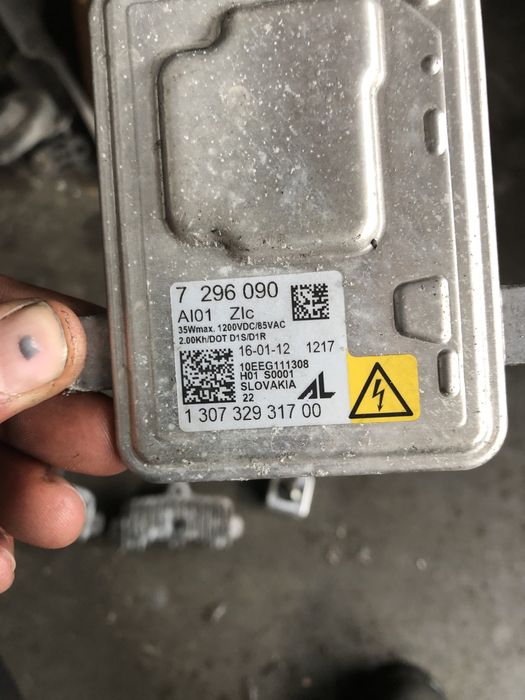 7 296 090
AI01 ZIc
35Wmax. 1200VDC/85VAC
2.00Kh/DOT D1S/D1R
16-01-12 1217
10EEG111308
H01 S0001
SLOVAKIA
22
AL
1 307 329 317 00